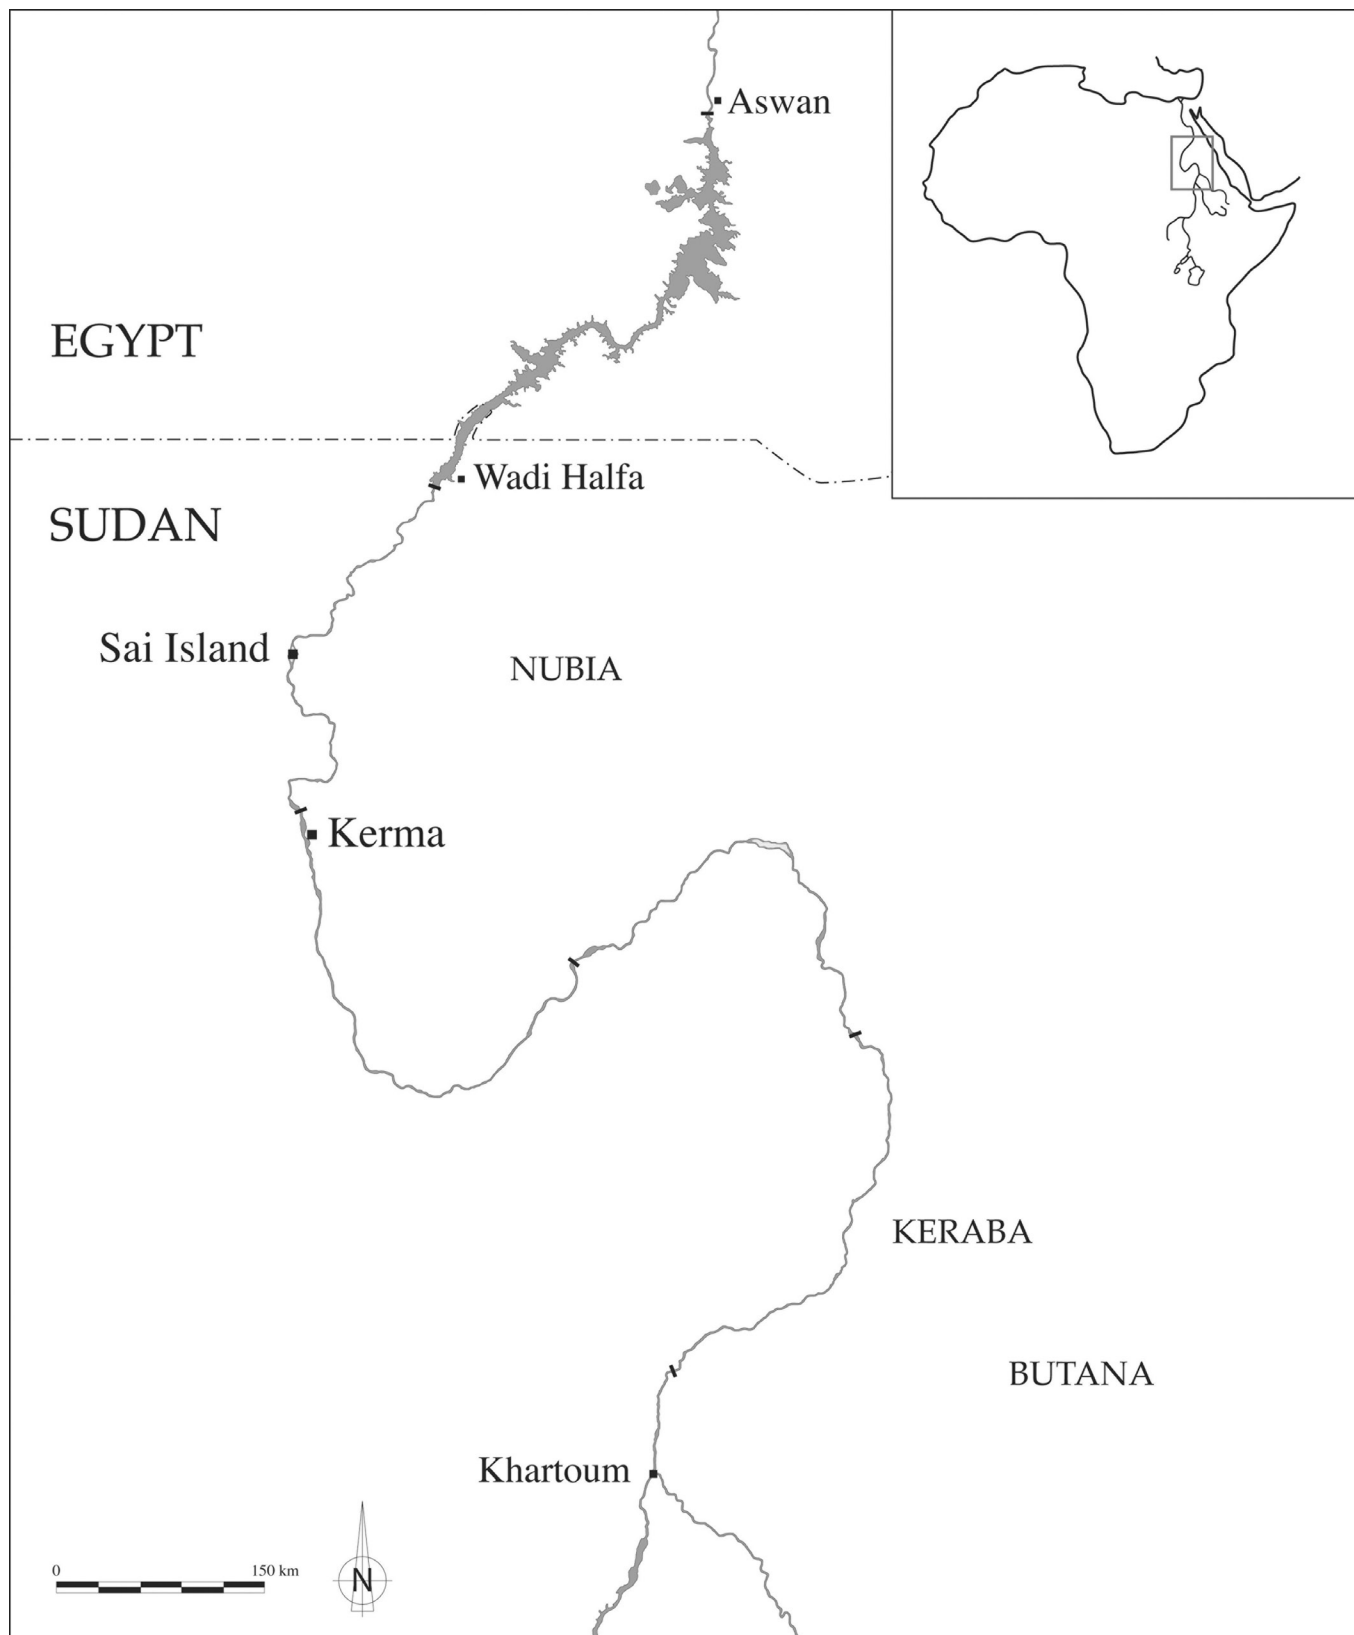 Aswan
EGYPT
Wadi Halfa
SUDAN
Sai Island
NUBIA
Kerma
KERABA
BUTANA
Khartoum
0 150 km
N